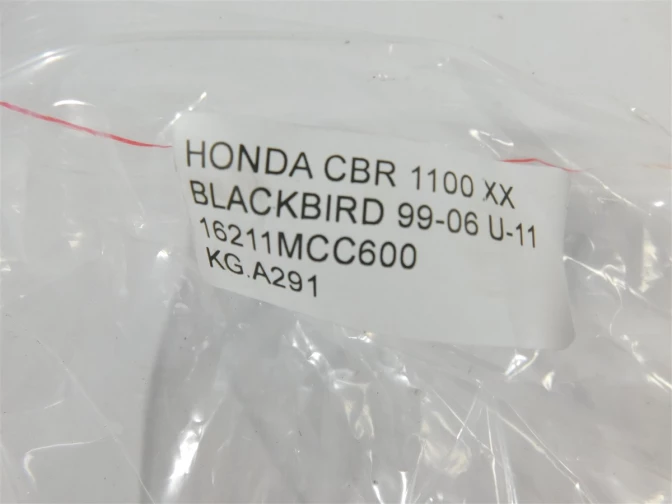 HONDA CBR 1100 XX
BLACKBIRD 99-06 U-11
16211MCC600
KG.A291